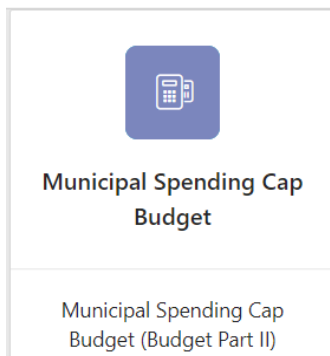 Municipal Spending Cap
Budget
Municipal Spending Cap
Budget (Budget Part II)